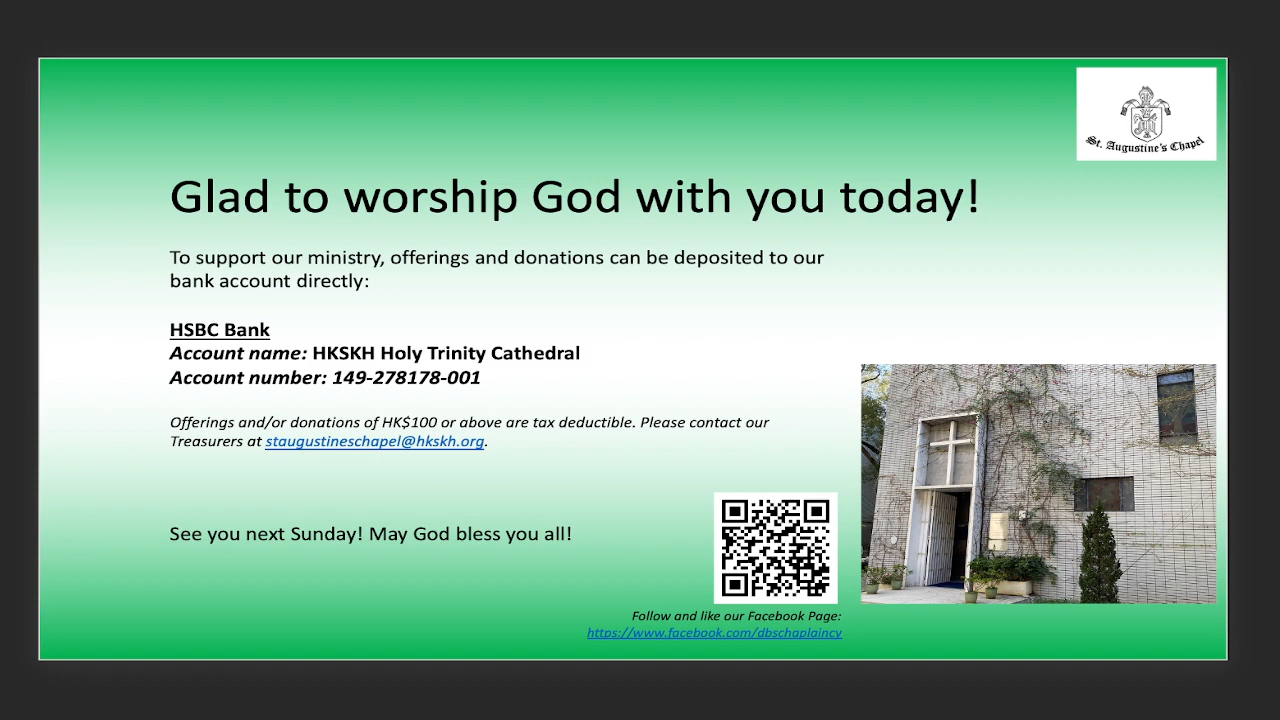 St. Augustine's Chapel
Glad to worship God with you today!
To support our ministry, offerings and donations can be deposited to our
bank account directly:
HSBC Bank
Account name: HKSKH Holy Trinity Cathedral
Account number: 149-278178-001
Offerings and/or donations of HK$100 or above are tax deductible. Please contact our
Treasurers at staugustineschapel@hkskh.org.
See you next Sunday! May God bless you all!
Follow and like our Facebook Page:
https://www.facebook.com/dbschaplaincy